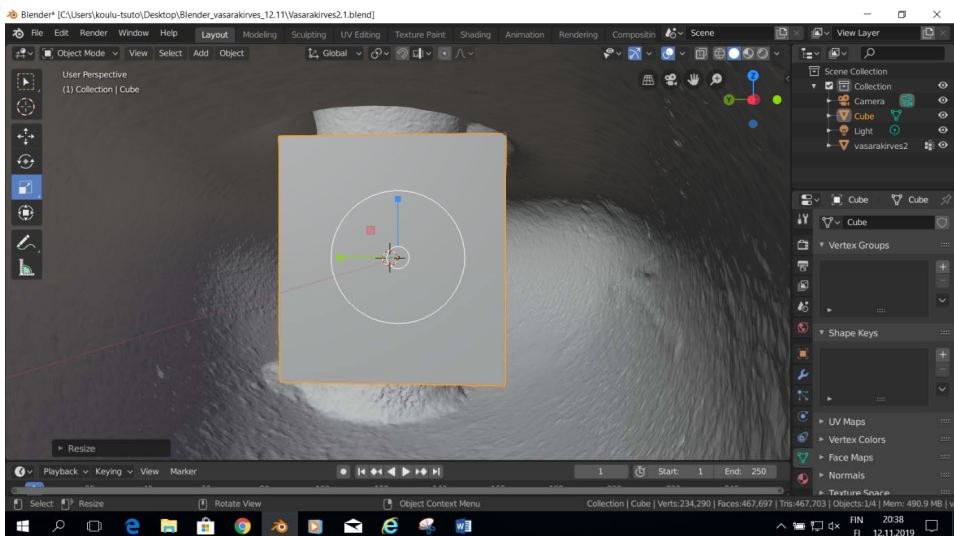 Blender* [C:\Users\koulu-tsuto\Desktop\Blender_vasarakirves_12.11\Vasarakirves2.1.blend]
File Edit Render Window Help Layout Modeling Sculpting UV Editing Texture Paint Shading Animation Rendering Compositin Scene View Layer
Object Mode View Select Add Object Global
User Perspective
(1) Collection | Cube
Z
Y
Scene Collection
Collection
Camera
Cube
Light
vasarakirves2
Cube Cube
Cube
Vertex Groups
Shape Keys
UV Maps
Vertex Colors
Face Maps
Normals
Texture Space
Resize
Playback Keying View Marker 1 Start: 1 End: 250
Select Resize Rotate View Object Context Menu Collection | Cube | Verts:234,290 | Faces:467,697 | Tris:467,703 | Objects:1/4 | Mem: 490.9 MB | v
FIN 20:38
FI 12.11.2019